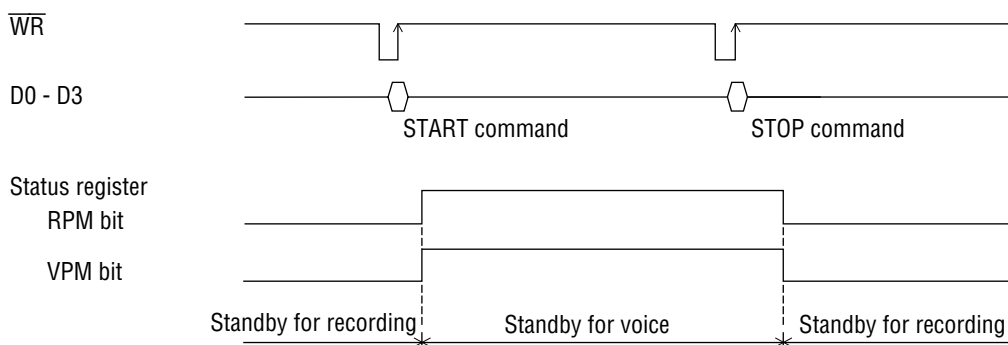 WR
D0 - D3
START command
STOP command
Status register
RPM bit
VPM bit
Standby for recording
Standby for voice
Standby for recording